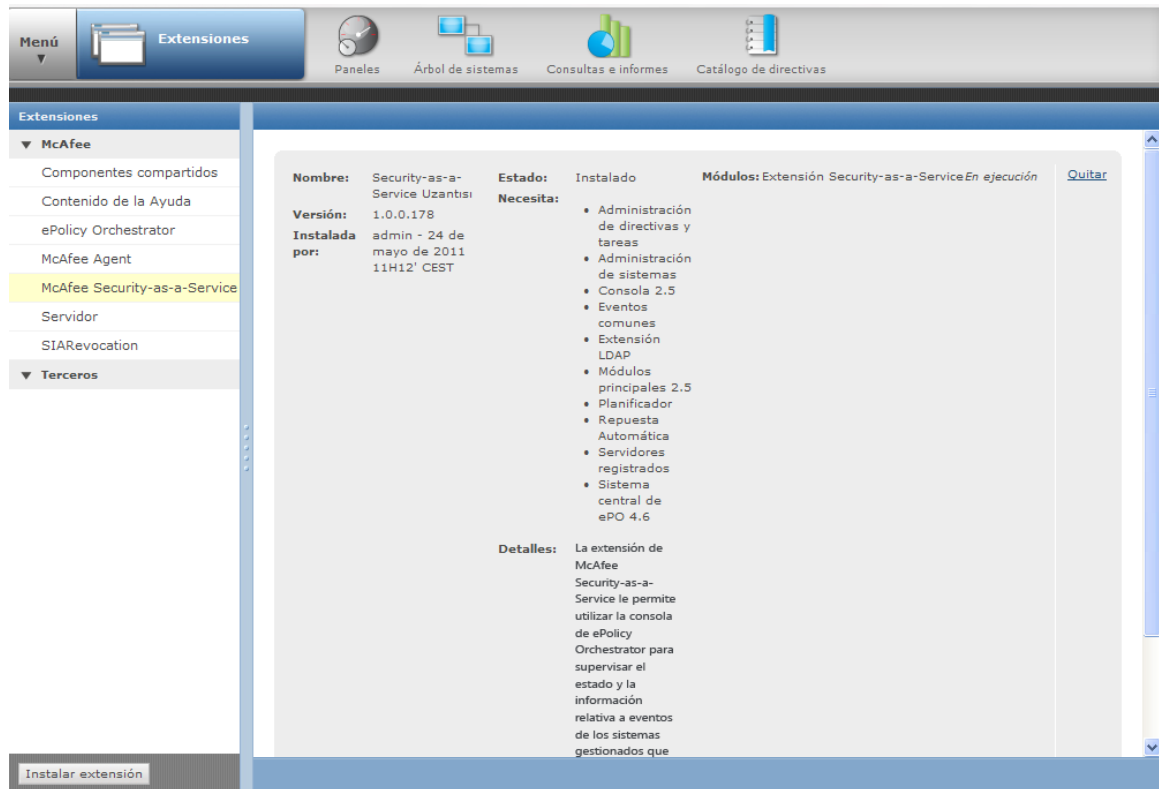 Menú
▼
Extensiones
Paneles
Árbol de sistemas
Consultas e informes
Catálogo de directivas
Extensiones
▼ McAfee
Componentes compartidos
Contenido de la Ayuda
ePolicy Orchestrator
McAfee Agent
McAfee Security-as-a-Service
Servidor
SIARevocation
▼ Terceros
Instalar extensión
Nombre:
Security-as-a-
Service Uzantısı
Versión:
1.0.0.178
Instalada
por:
admin - 24 de
mayo de 2011
11H12' CEST
Estado:
Instalado
Necesita:
• Administración
de directivas y
tareas
• Administración
de sistemas
• Consola 2.5
• Eventos
comunes
• Extensión
LDAP
• Módulos
principales 2.5
• Planificador
• Repuesta
Automática
• Servidores
registrados
• Sistema
central de
ePO 4.6
Detalles:
La extensión de
McAfee
Security-as-a-
Service le permite
utilizar la consola
de ePolicy
Orchestrator para
supervisar el
estado y la
información
relativa a eventos
de los sistemas
gestionados que
Módulos: Extensión Security-as-a-Service En ejecución
Quitar